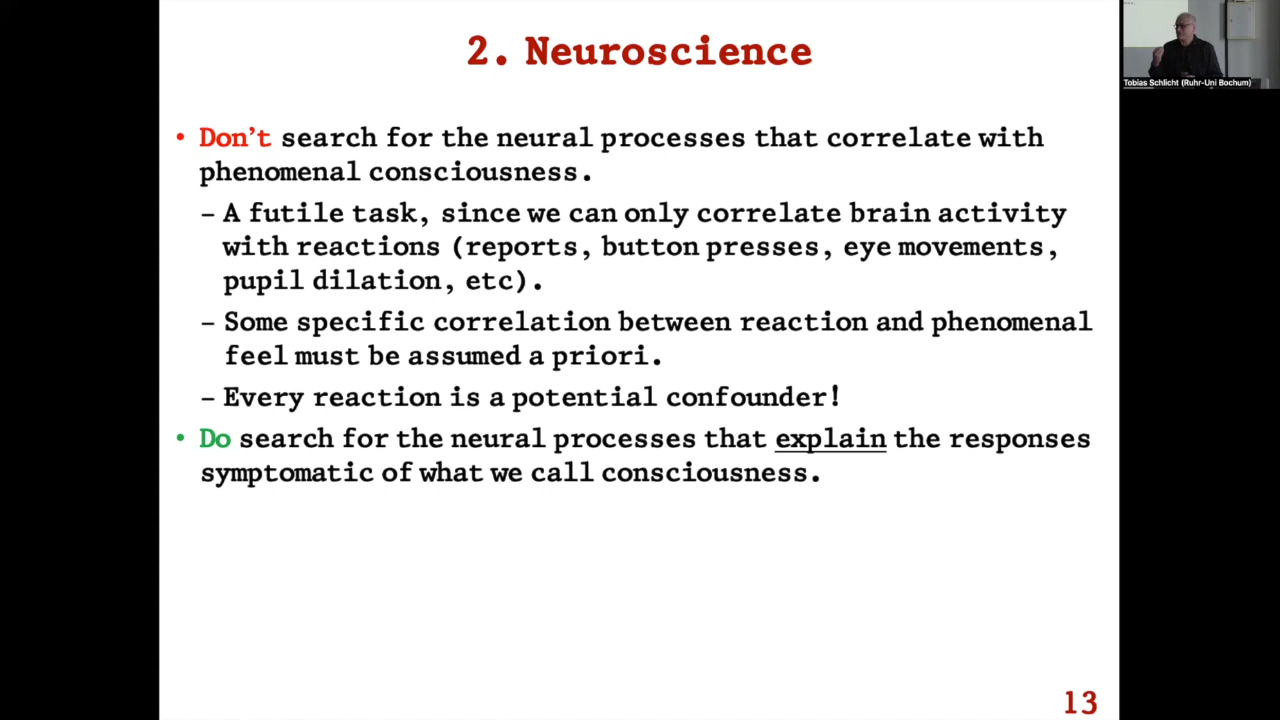 2. Neuroscience
• Don't search for the neural processes that correlate with
phenomenal consciousness.
– A futile task, since we can only correlate brain activity
with reactions (reports, button presses, eye movements,
pupil dilation, etc).
– Some specific correlation between reaction and phenomenal
feel must be assumed a priori.
– Every reaction is a potential confounder!
• Do search for the neural processes that explain the responses
symptomatic of what we call consciousness.
13
Tobias Schlicht (Ruhr-Uni Bochum)